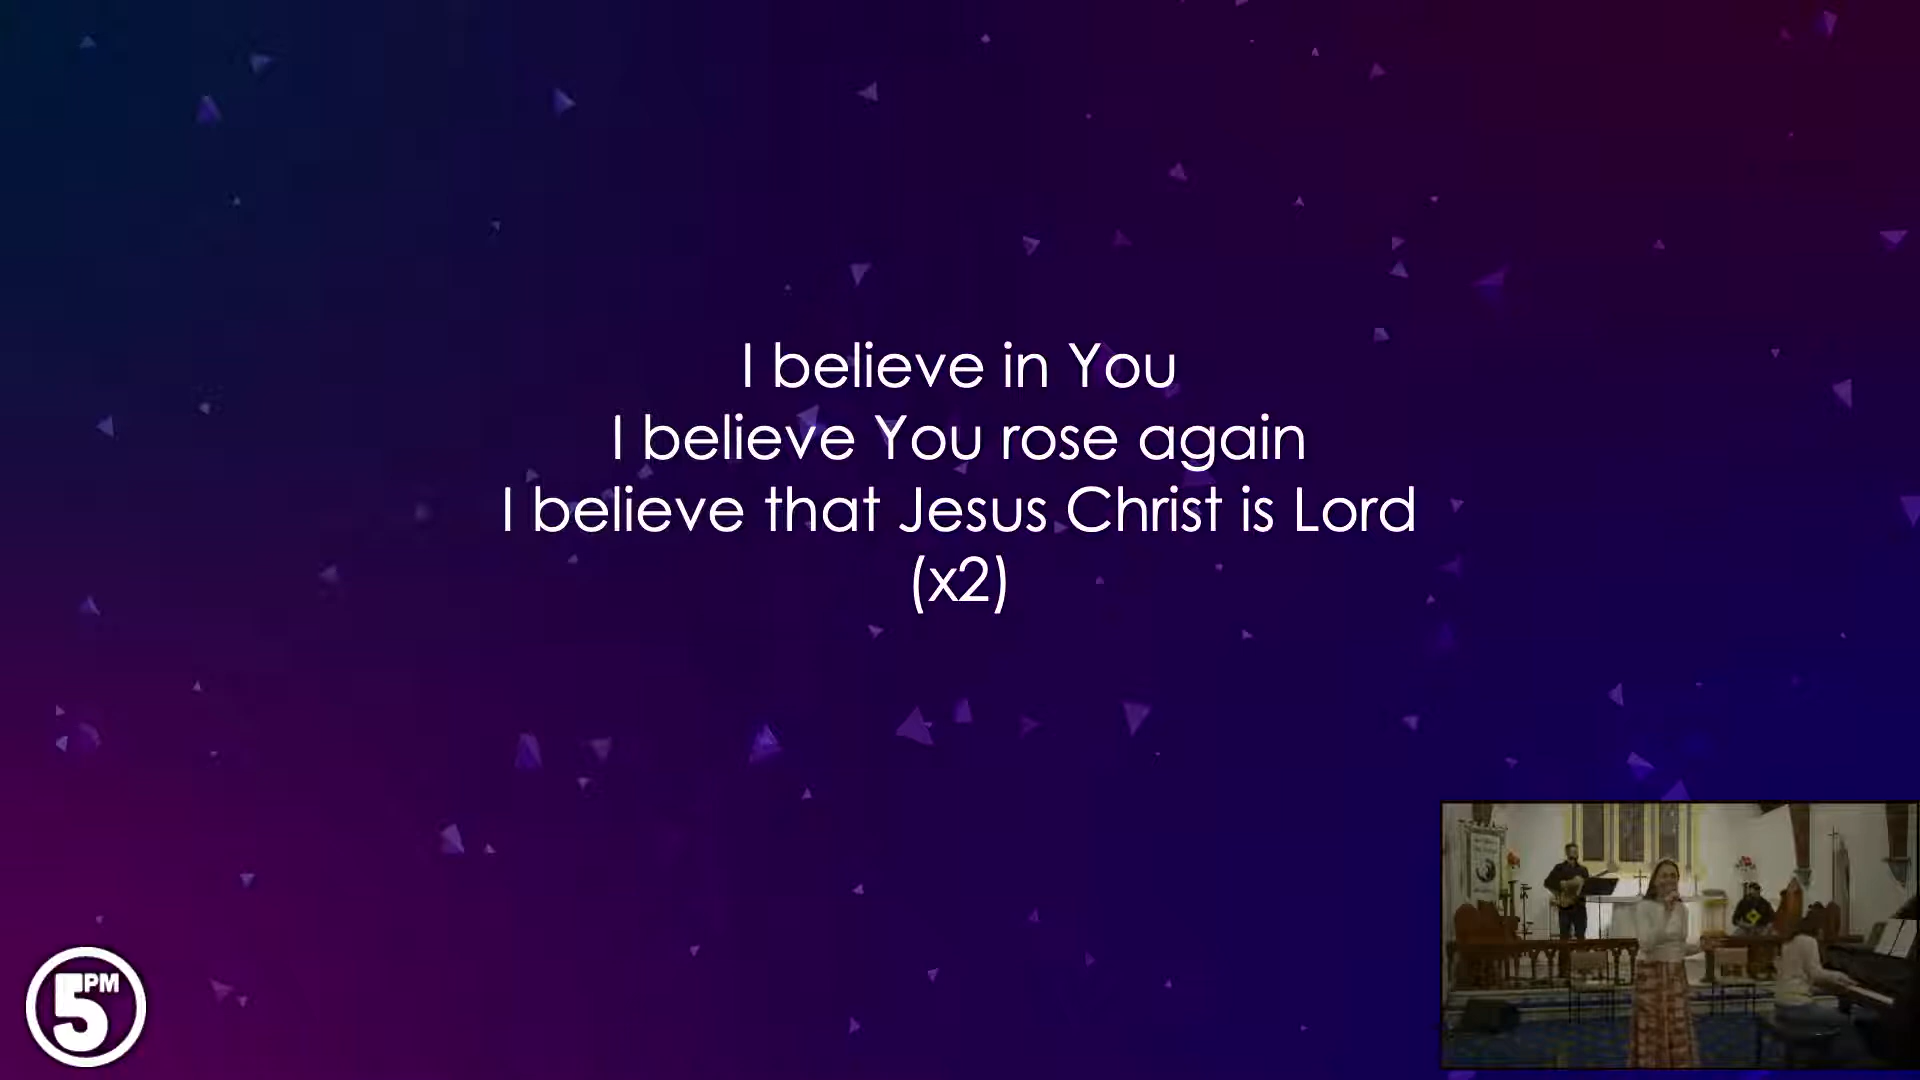 I believe in You
I believe You rose again
I believe that Jesus Christ is Lord
(x2)
5PM